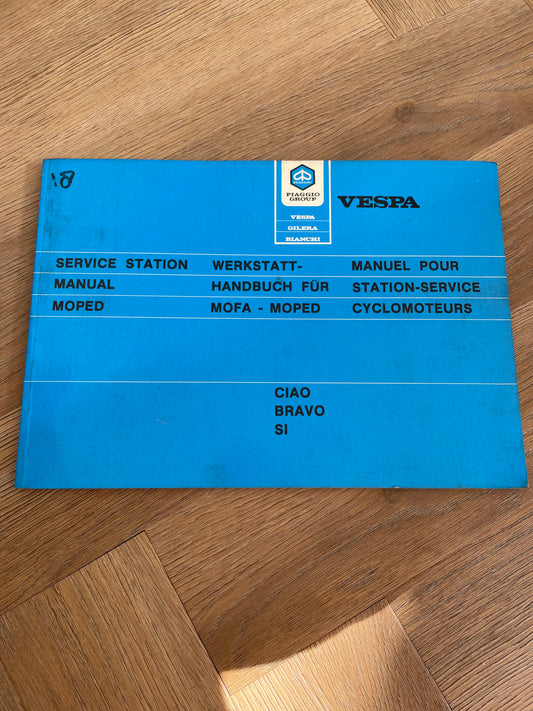 18
PIAGGIO
PIAGGIO
GROUP
VESPA
GILERA
BIANCHI
VESPA
SERVICE STATION
MANUAL
MOPED
WERKSTATT-
HANDBUCH FÜR
MOFA - MOPED
MANUEL POUR
STATION-SERVICE
CYCLOMOTEURS
CIAO
BRAVO
SI